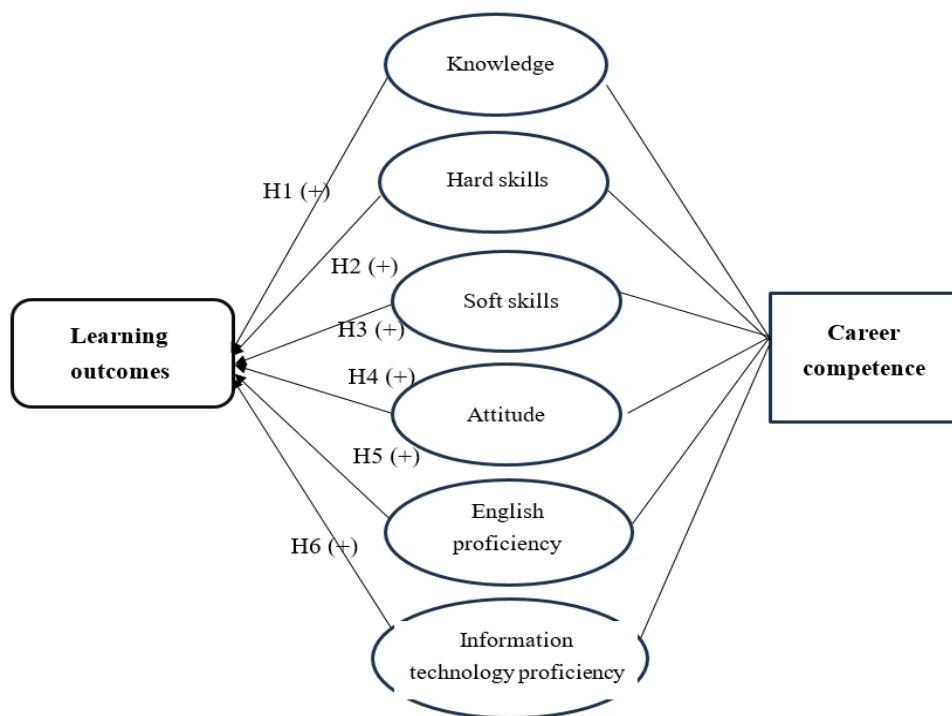 Knowledge
Hard skills
H1 (+)
H2 (+)
Soft skills
H3 (+)
Learning
outcomes
Career
competence
H4 (+)
Attitude
H5 (+)
English
proficiency
H6 (+)
Information
technology proficiency